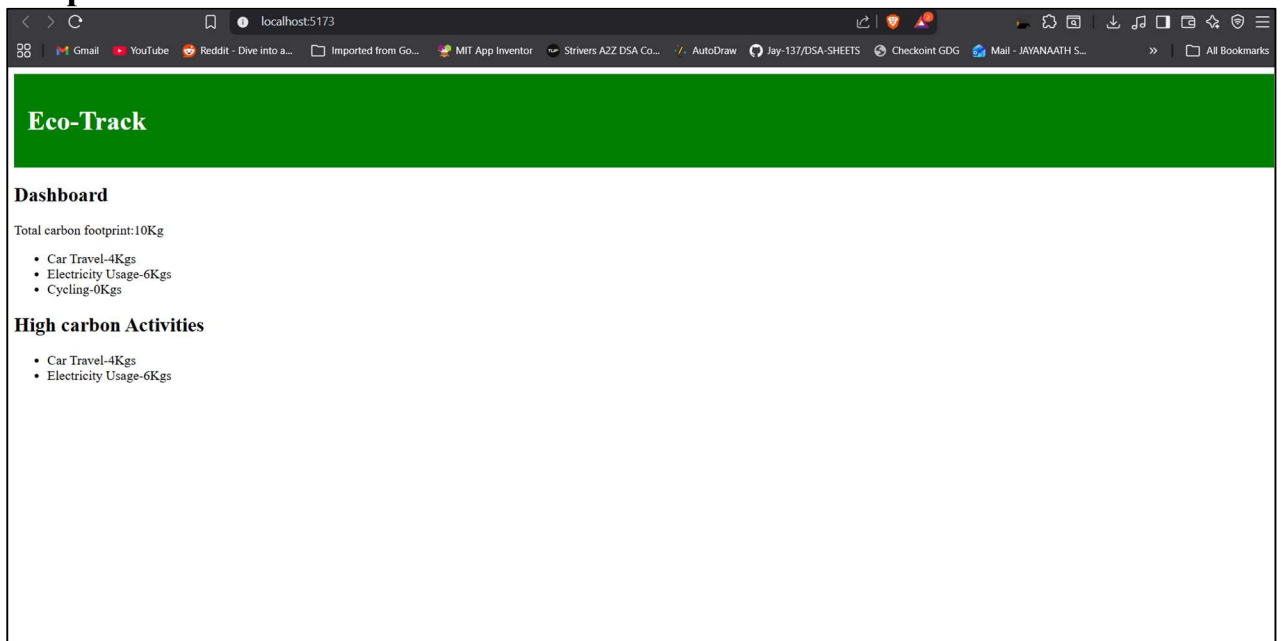 localhost:5173
Gmail YouTube Reddit - Dive into a... Imported from Go... MIT App Inventor Strivers A2Z DSA Co... AutoDraw Jay-137/DSA-SHEETS Checkoint GDG Mail - JAYANAATH S... » All Bookmarks
Eco-Track
Dashboard
Total carbon footprint:10Kg
• Car Travel-4Kgs
• Electricity Usage-6Kgs
• Cycling-0Kgs
High carbon Activities
• Car Travel-4Kgs
• Electricity Usage-6Kgs